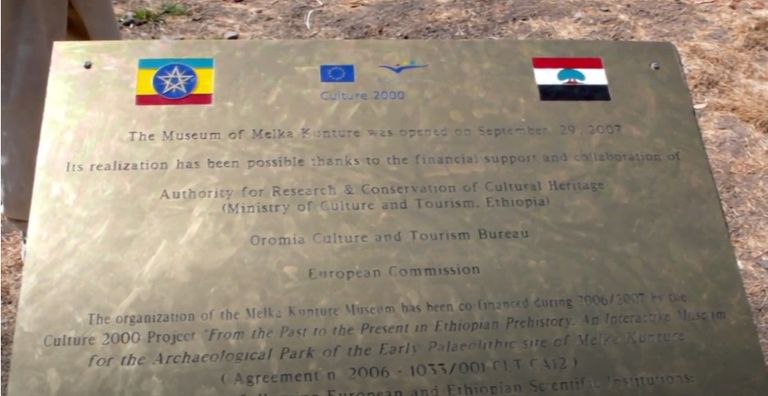 Culture 2000
The Museum of Melka Kunture was opened on September 29, 2007
Its realization has been possible thanks to the financial support and collaboration of
Authority for Research & Conservation of Cultural Heritage
(Ministry of Culture and Tourism, Ethiopia)
Oromia Culture and Tourism Bureau
European Commission
The organization of the Melka Kunture Museum has been co-financed during 2006/2007 by the
Culture 2000 Project "From the Past to the Present in Ethiopian Prehistory. An Interactive Museum
for the Archaeological Park of the Early Palaeolithic site of Melka Kunture
(Agreement n 2006 - 1033/001 CLT CA12)
European and Ethiopian Scientific Institutions: